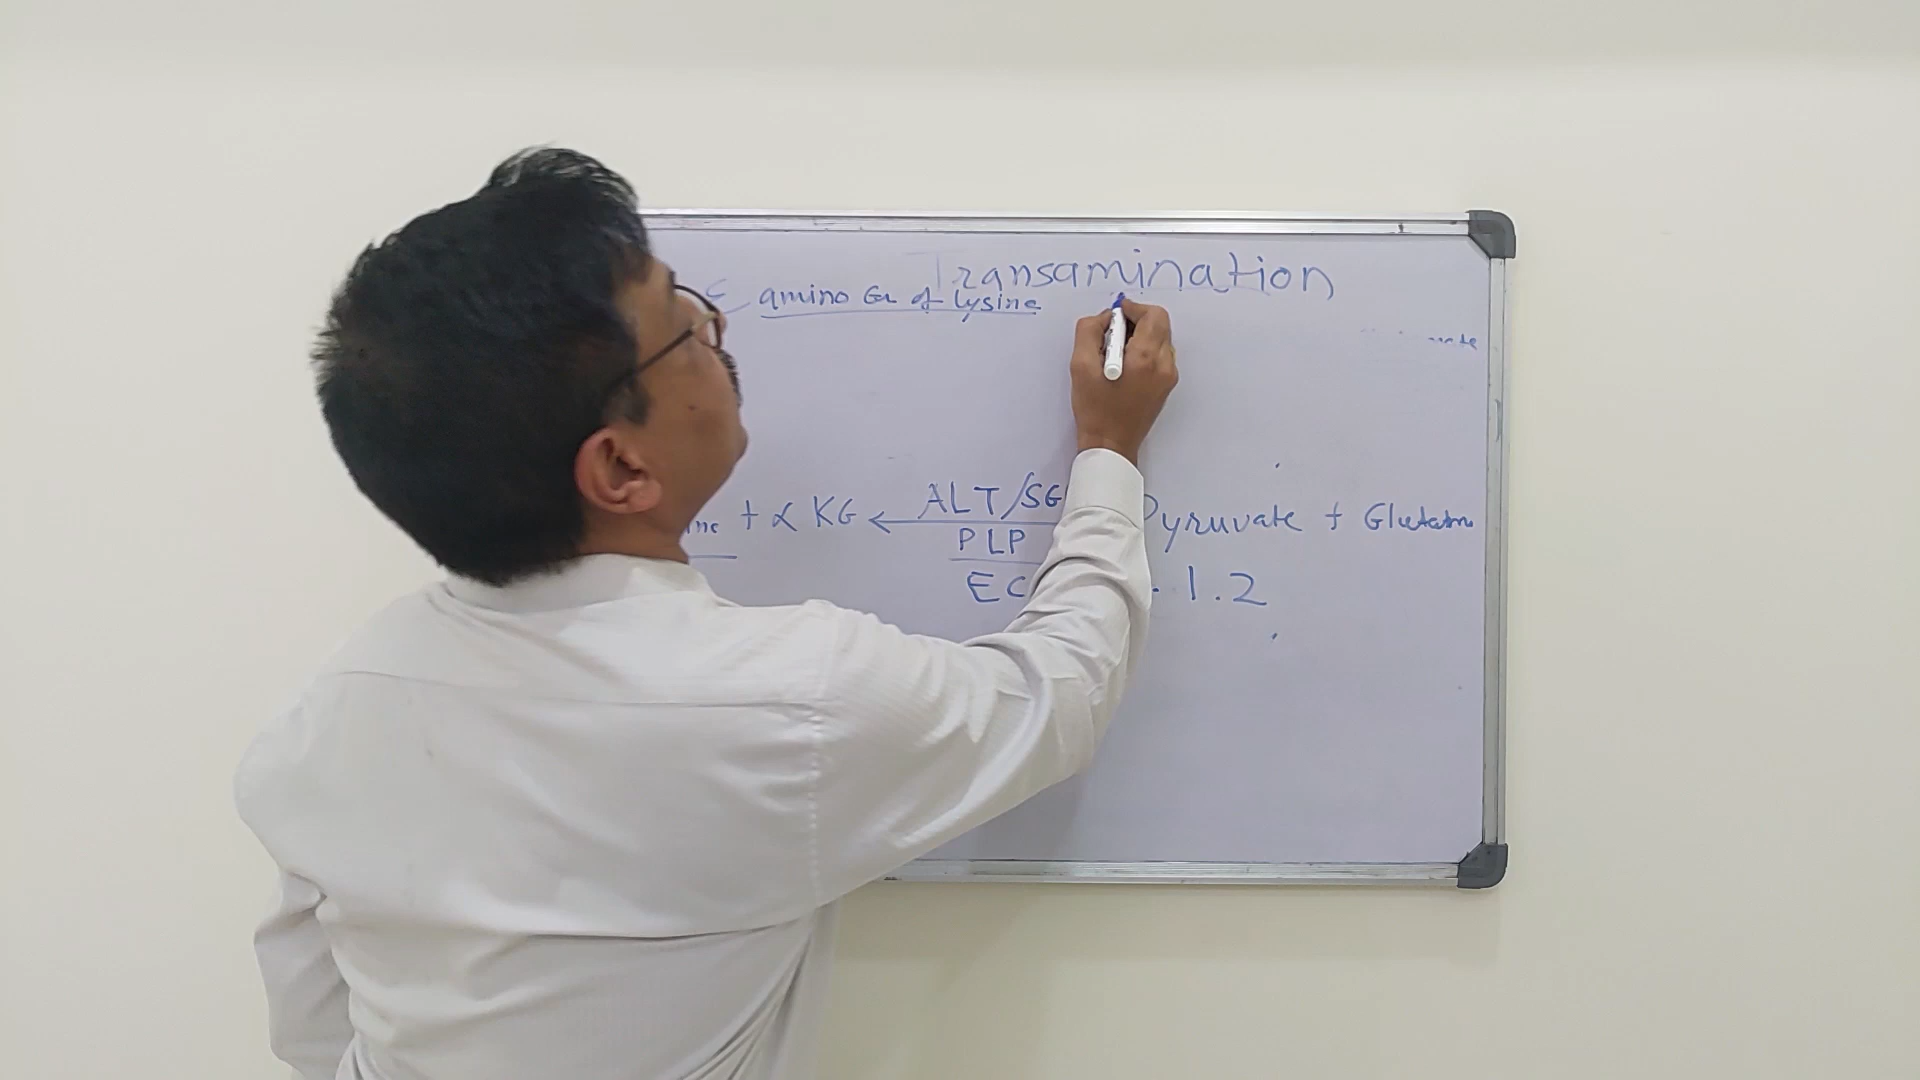 Transamination
ε amino Gr of lysine
+ α KG ALT/SG Pyruvate + Glutam
PLP
EC . 1.2